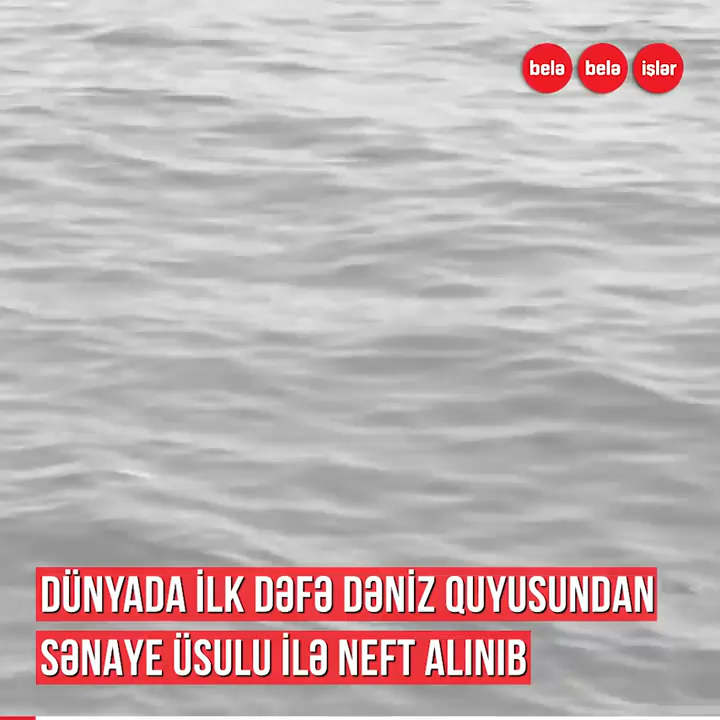 belə belə işlər
DÜNYADA İLK DƏFƏ DƏNİZ QUYUSUNDAN
SƏNAYE ÜSULU İLƏ NEFT ALINIB